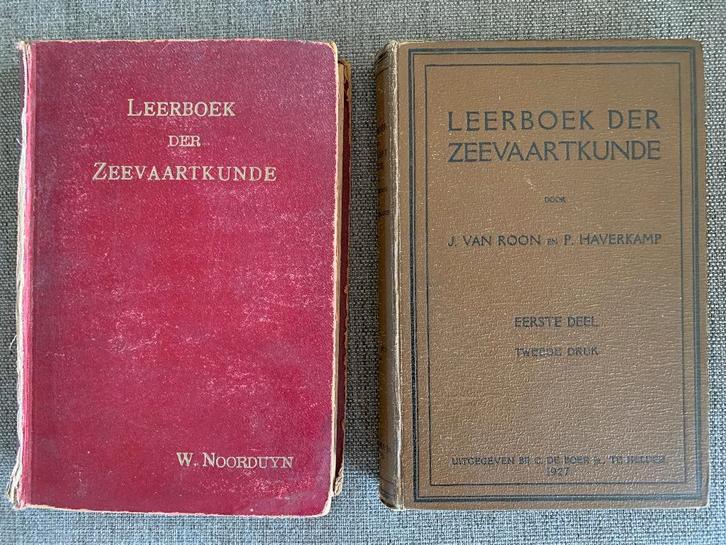 LEERBOEK
DER
ZEEVAARTKUNDE
W. NOORDUYN
LEERBOEK DER
ZEEVAARTKUNDE
DOOR
J. VAN ROON EN P. HAVERKAMP
EERSTE DEEL
TWEEDE DRUK
UITGEGEVEN BIJ C. DE BOER Jr., TE HELDER
1927